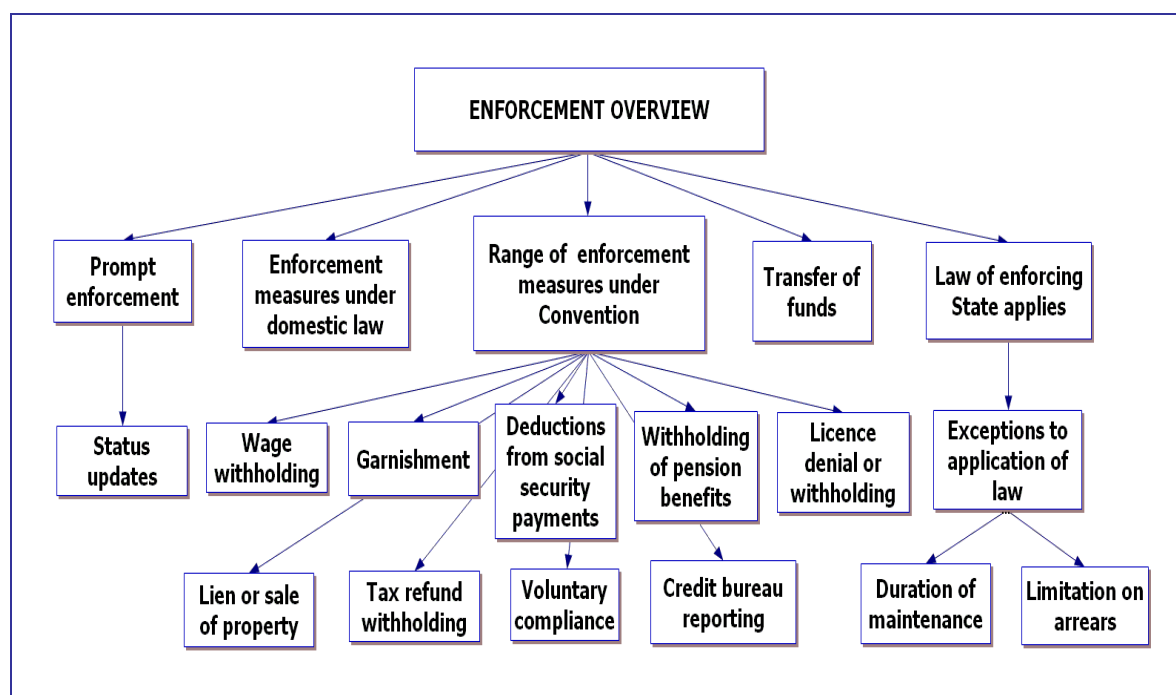 ENFORCEMENT OVERVIEW
Prompt
enforcement
Enforcement
measures under
domestic law
Range of enforcement
measures under
Convention
Transfer of
funds
Law of enforcing
State applies
Status
updates
Wage
withholding
Garnishment
Deductions
from social
security
payments
Withholding
of pension
benefits
Licence
denial or
withholding
Exceptions to
application of
law
Lien or sale
of property
Tax refund
withholding
Voluntary
compliance
Credit bureau
reporting
Duration of
maintenance
Limitation on
arrears